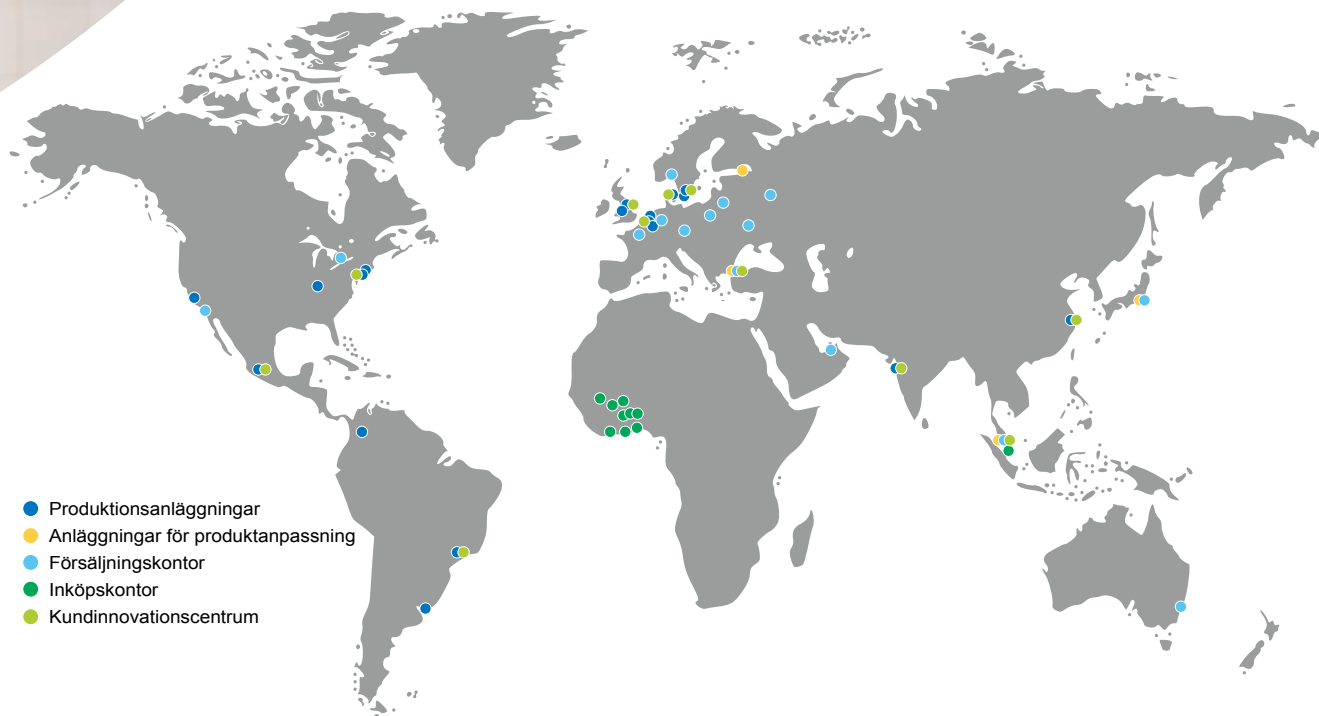 Produktionsanläggningar
Anläggningar för produktanpassning
Försäljningskontor
Inköpskontor
Kundinnovationscentrum